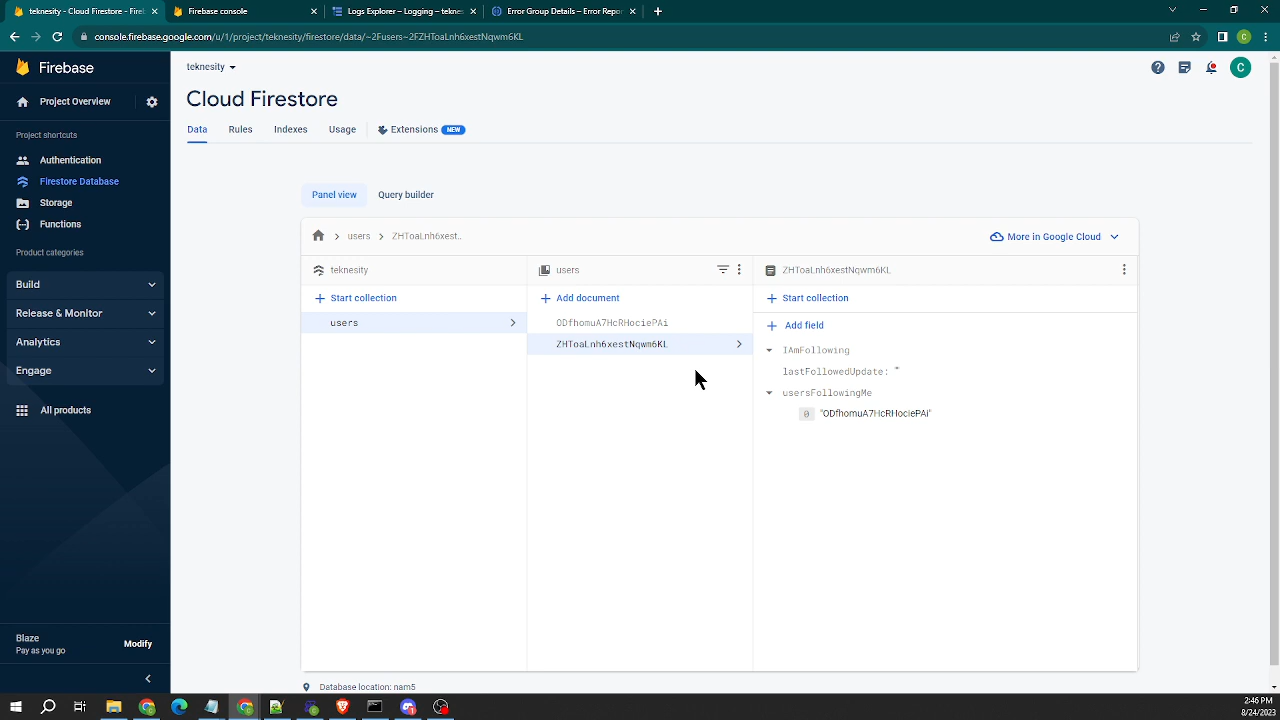 teknesity – Cloud Firestore - Fire
Firebase console
Logs Explorer – Logging – teknes
Error Group Details – Error Repo
console.firebase.google.com/u/1/project/teknesity/firestore/data/~2Fusers~2FZHToaLnh6xestNqwm6KL
C
Firebase
teknesity
C
Project Overview
Cloud Firestore
Data Rules Indexes Usage Extensions NEW
Project shortcuts
Authentication
Firestore Database
Storage
Functions
Product categories
Build
Release & Monitor
Analytics
Engage
All products
Blaze
Pay as you go
Modify
Panel view Query builder
users ZHToaLnh6xest..
More in Google Cloud
teknesity
Start collection
users
users
Add document
ODfhomuA7HcRHociePAi
ZHToaLnh6xestNqwm6KL
ZHToaLnh6xestNqwm6KL
Start collection
Add field
IAmFollowing
lastFollowedUpdate: ""
usersFollowingMe
0 "ODfhomuA7HcRHociePAi"
Database location: nam5
2:46 PM
8/24/2023